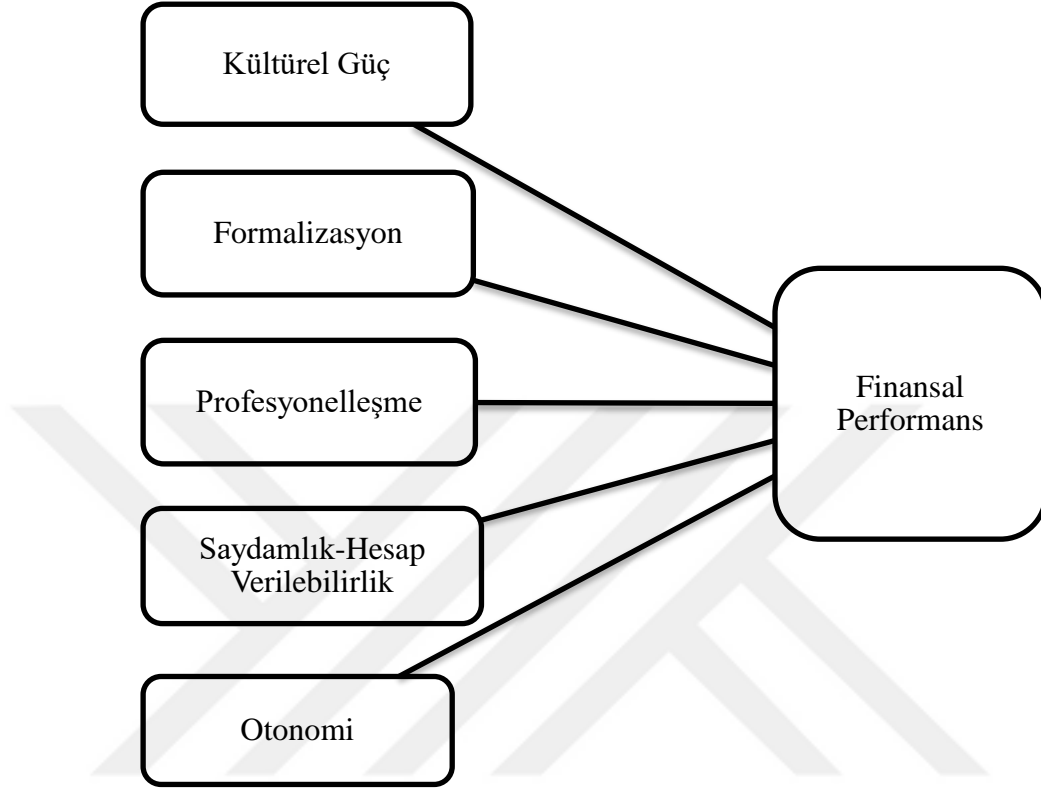 Kültürel Güç
Formalizasyon
Profesyonelleşme
Saydamlık-Hesap
Verilebilirlik
Otonomi
Finansal
Performans